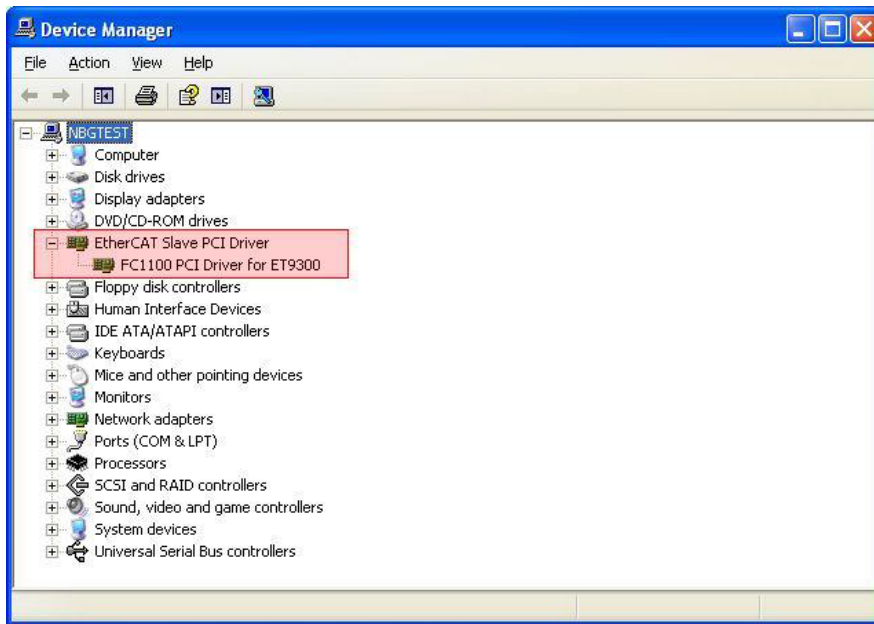 Device Manager
File Action View Help
NBGTEST
Computer
Disk drives
Display adapters
DVD/CD-ROM drives
EtherCAT Slave PCI Driver
FC1100 PCI Driver for ET9300
Floppy disk controllers
Human Interface Devices
IDE ATA/ATAPI controllers
Keyboards
Mice and other pointing devices
Monitors
Network adapters
Ports (COM & LPT)
Processors
SCSI and RAID controllers
Sound, video and game controllers
System devices
Universal Serial Bus controllers